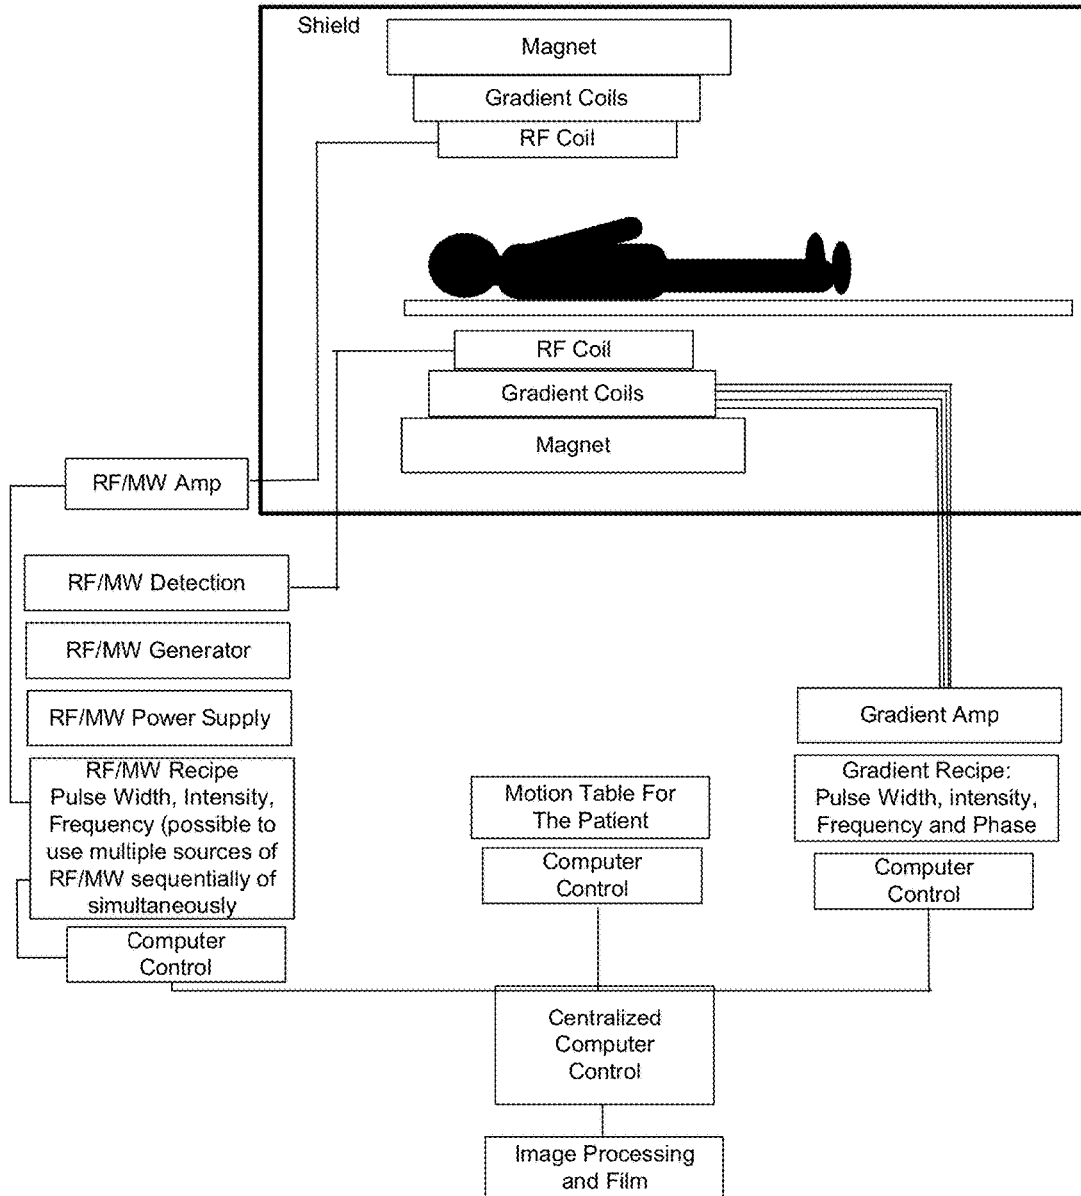 Shield
Magnet
Gradient Coils
RF Coil
RF Coil
Gradient Coils
Magnet
RF/MW Amp
RF/MW Detection
RF/MW Generator
RF/MW Power Supply
RF/MW Recipe
Pulse Width, Intensity,
Frequency (possible to
use multiple sources of
RF/MW sequentially of
simultaneously
Computer
Control
Motion Table For
The Patient
Computer
Control
Gradient Amp
Gradient Recipe:
Pulse Width, intensity,
Frequency and Phase
Computer
Control
Centralized
Computer
Control
Image Processing
and Film